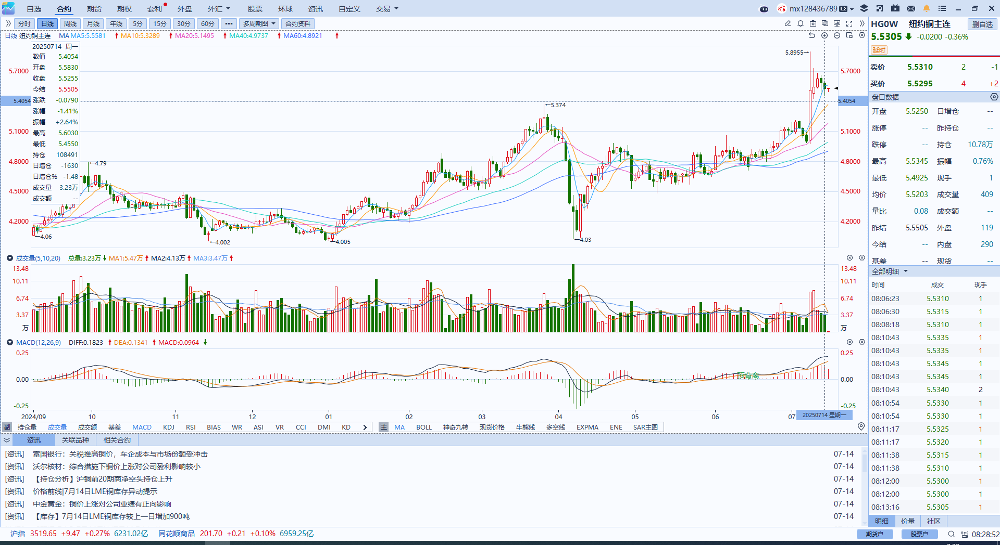 自选 合约 期货 期权 套利 外盘 外汇 股票 环球 资讯 自定义 交易 mx128436789 L2
分时 日线 周线 月线 年线 5分 15分 30分 60分 ••• 多周期图 合约资料
日线 纽约铜主连 MA MA5:5.5581 MA10:5.3289 MA20:5.1495 MA40:4.9737 MA60:4.8921
20250714 周一
数值 5.4054
开盘 5.5830
收盘 5.5255
今结 5.5505
涨跌 -0.0790
涨幅 -1.41%
振幅 +2.64%
最高 5.6030
最低 5.4550
持仓 108491
日增仓 -1630
日增仓% -1.48
成交量 3.23万
成交额 --
5.7000
5.4054
5.1000
4.8000
4.5000
4.2000
5.8955
5.374
4.79
4.06
4.002
4.005
4.03
5.7000
5.4054
5.1000
4.8000
4.5000
4.2000
成交量(5,10,20) 总量:3.23万 MA1:5.47万 MA2:4.13万 MA3:3.47万
13.48
10.11
6.74
3.37
万
13.48
10.11
6.74
3.37
万
MACD(12,26,9) DIFF:0.1823 DEA:0.1341 MACD:0.0964
0.25
0.00
-0.25
顶背离
0.25
0.00
-0.25
2024/09 10 11 12 01 02 03 04 05 06 07 20250714 星期一
副 持仓量 成交量 成交额 基差 MACD KDJ RSI BIAS WR ASI VR CCI DMI KD
主 MA BOLL 神奇九转 现货价格 牛熊线 多空线 EXPMA ENE SAR主图
资讯 关联品种 相关合约
[资讯] 富国银行：关税推高铜价，车企成本与市场份额受冲击 07-14
[资讯] 沃尔核材：综合措施下铜价上涨对公司盈利影响较小 07-14
[资讯] 【持仓分析】沪铜前20期商净空头持仓上升 07-14
[资讯] 价格前线|7月14日LME铜库存异动提示 07-14
[资讯] 中金黄金：铜价上涨对公司业绩有正向影响 07-14
[资讯] 【库存】7月14日LME铜库存较上一日增加900吨 07-14
沪指 3519.65 +9.47 +0.27% 6231.02亿 同花顺商品 201.70 +0.21 +0.10% 6959.25亿
期货户 股票户 08:28:52
HG0W 纽约铜主连 删自选
5.5305 -0.0200 -0.36%
延时
卖价 5.5310 2 -1
买价 5.5295 4 +2
盘口数据
开盘 5.5250 日增仓 --
涨停 -- 昨持仓 --
跌停 -- 持仓 10.78万
最高 5.5345 振幅 0.76%
最低 5.4925 现手 1
均价 5.5203 成交量 409
量比 0.08 成交额 --
昨结 5.5505 外盘 119
今结 -- 内盘 290
基差 -- 现货 --
全部明细
时间 成交 现手
08:06:23 5.5310 1
08:06:30 5.5315 1
08:08:18 5.5310 1
08:10:43 5.5335 1
08:10:43 5.5335 1
08:10:43 5.5345 1
08:10:43 5.5345 1
08:10:43 5.5340 2
08:10:54 5.5330 1
08:10:54 5.5330 1
08:11:17 5.5325 1
08:11:17 5.5320 1
08:11:38 5.5315 1
08:11:38 5.5310 1
08:12:00 5.5300 1
08:12:00 5.5300 1
08:13:16 5.5305 1
明细 价量 社区